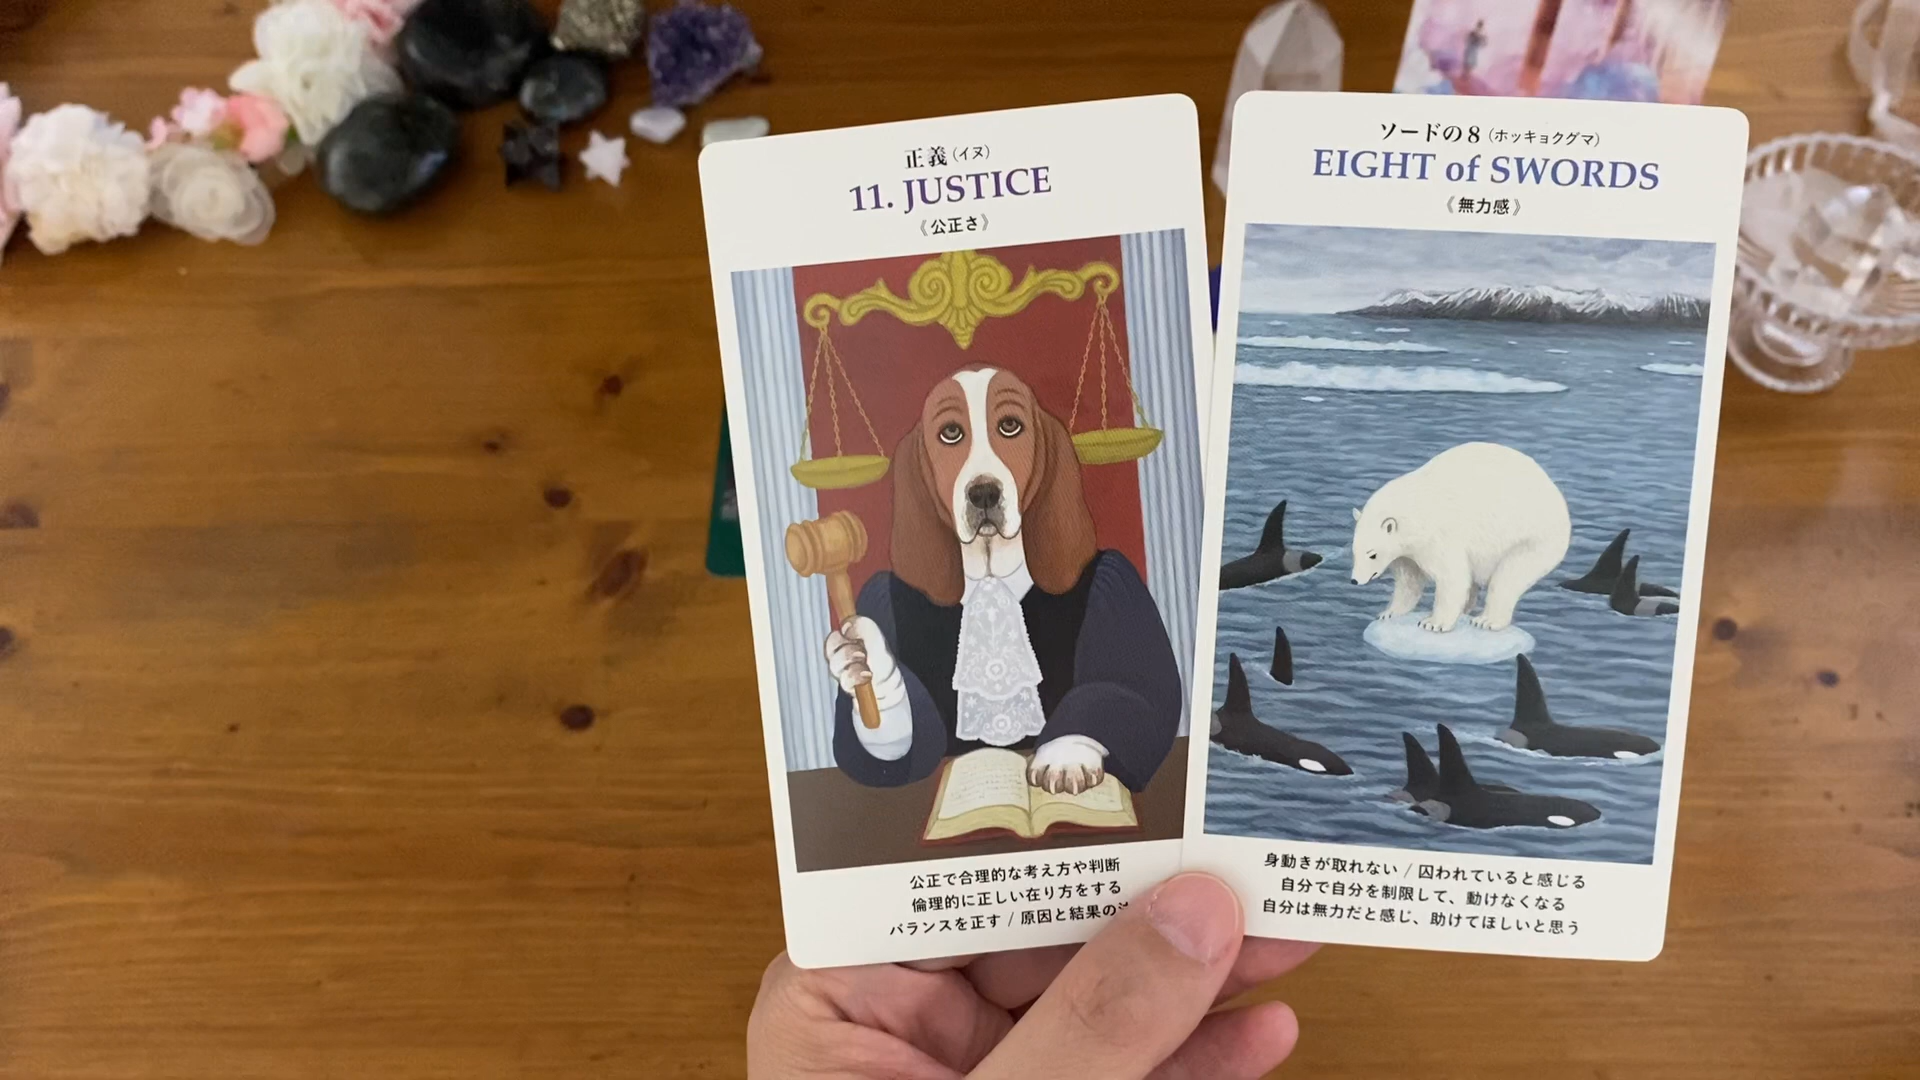 正義（イヌ）
11. JUSTICE
《公正さ》
公正で合理的な考え方や判断
倫理的に正しい在り方をする
バランスを正す / 原因と結果の
ソードの8（ホッキョクグマ）
EIGHT of SWORDS
《無力感》
身動きが取れない / 囚われていると感じる
自分で自分を制限して、動けなくなる
自分は無力だと感じ、助けてほしいと思う